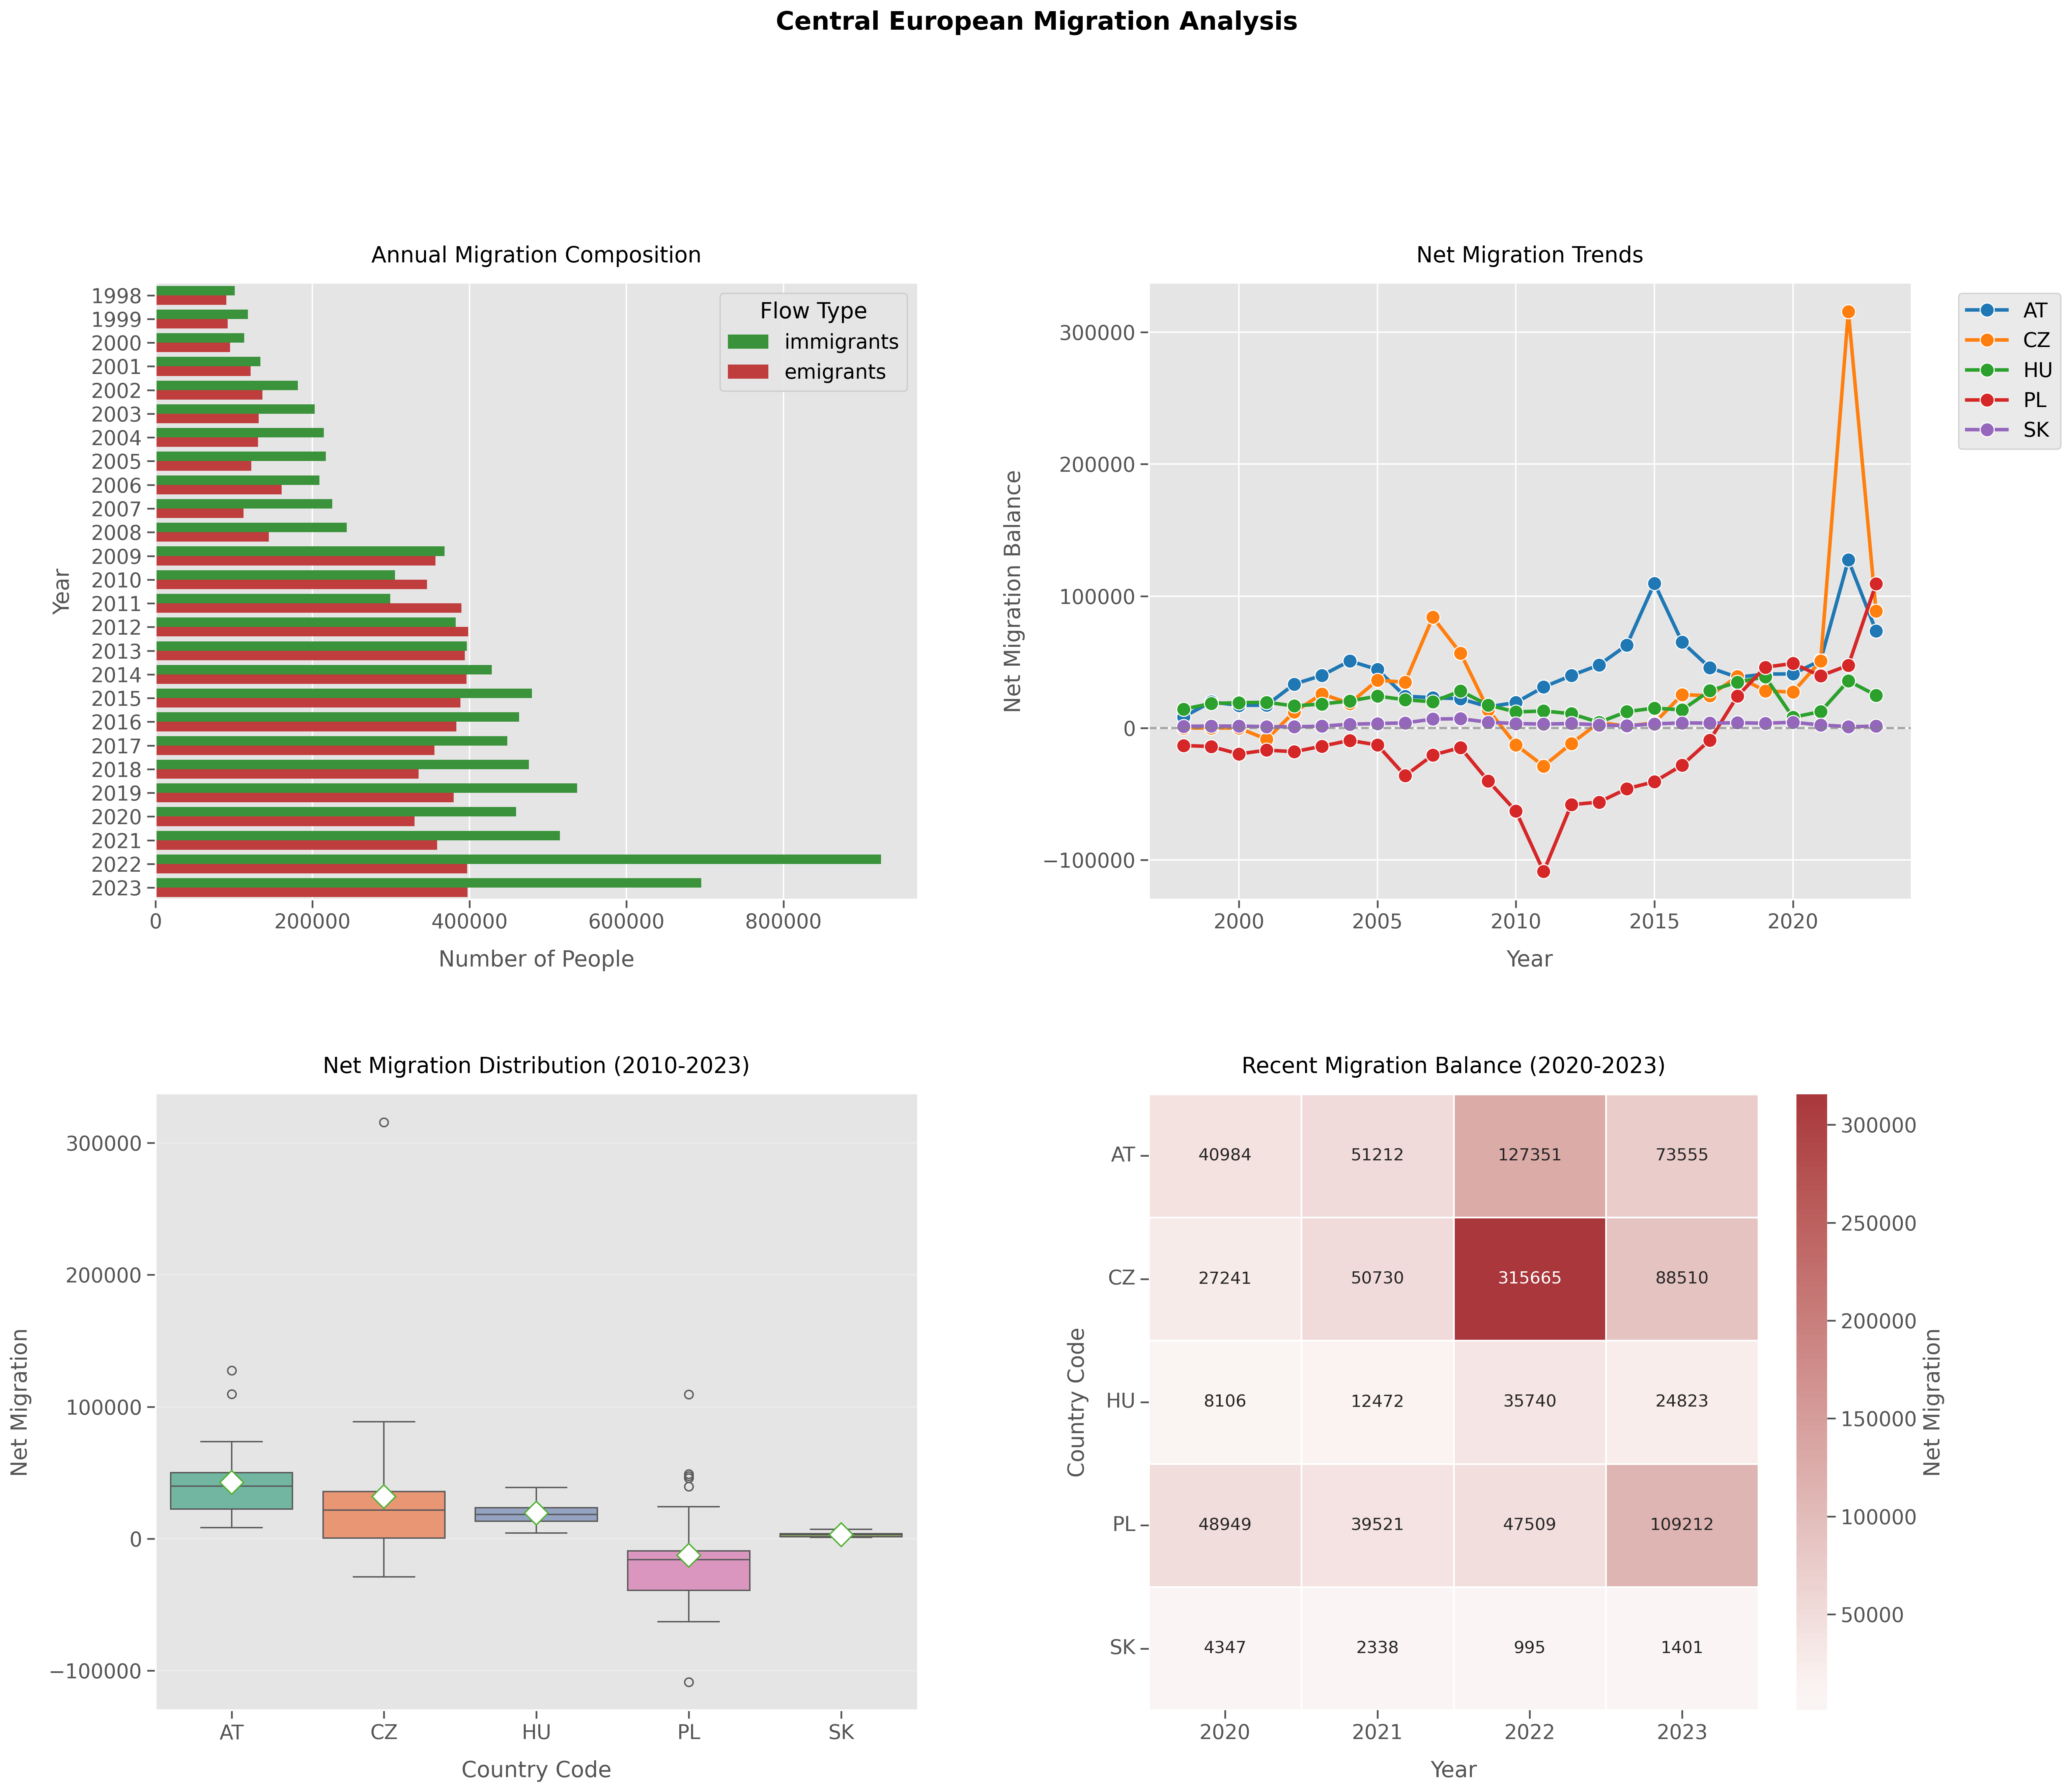 Central European Migration Analysis
Annual Migration Composition
Year
1998
1999
2000
2001
2002
2003
2004
2005
2006
2007
2008
2009
2010
2011
2012
2013
2014
2015
2016
2017
2018
2019
2020
2021
2022
2023
0 200000 400000 600000 800000
Number of People
Flow Type
immigrants
emigrants
Net Migration Trends
Net Migration Balance
300000
200000
100000
0
−100000
2000 2005 2010 2015 2020
Year
AT
CZ
HU
PL
SK
Net Migration Distribution (2010-2023)
Net Migration
300000
200000
100000
0
−100000
AT CZ HU PL SK
Country Code
Recent Migration Balance (2020-2023)
Country Code
AT 40984 51212 127351 73555
CZ 27241 50730 315665 88510
HU 8106 12472 35740 24823
PL 48949 39521 47509 109212
SK 4347 2338 995 1401
2020 2021 2022 2023
Year
300000
250000
200000
150000
100000
50000
Net Migration